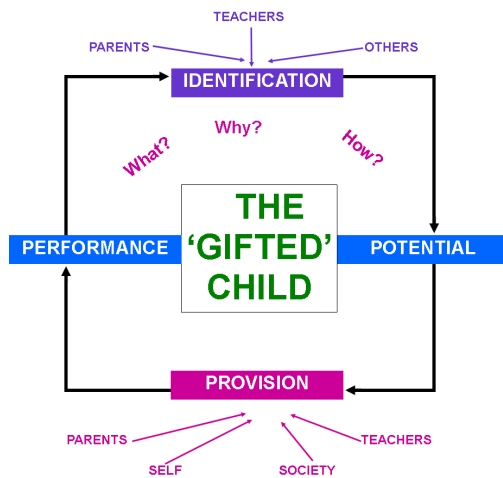 TEACHERS
PARENTS
OTHERS
IDENTIFICATION
What?
Why?
How?
THE
‘GIFTED’
CHILD
PERFORMANCE
POTENTIAL
PROVISION
PARENTS
TEACHERS
SELF
SOCIETY